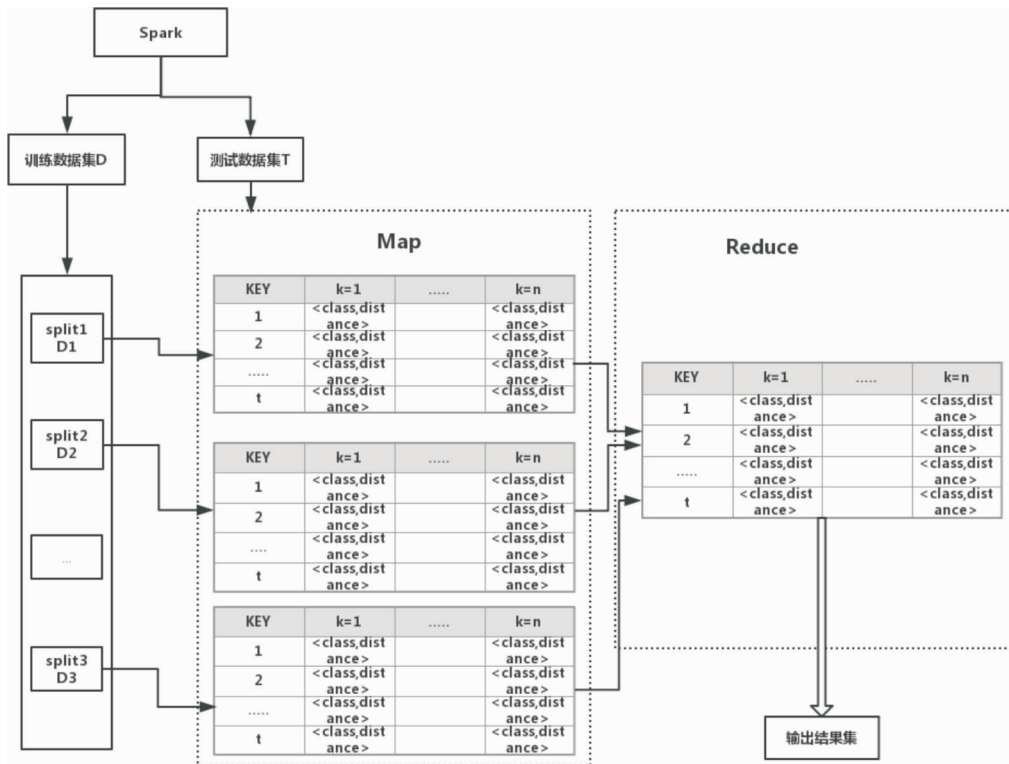 Spark
训练数据集D
测试数据集T
Map
Reduce
split1
D1
split2
D2
...
split3
D3
KEY k=1 ..... k=n
1 <class,dist
ance> <class,dist
ance>
2 <class,dist
ance> <class,dist
ance>
..... <class,dist
ance> <class,dist
ance>
t <class,dist
ance> <class,dist
ance>
KEY k=1 ..... k=n
1 <class,dist
ance> <class,dist
ance>
2 <class,dist
ance> <class,dist
ance>
.... <class,dist
ance> <class,dist
ance>
t <class,dist
ance> <class,dist
ance>
KEY k=1 ..... k=n
1 <class,dist
ance> <class,dist
ance>
2 <class,dist
ance> <class,dist
ance>
..... <class,dist
ance> <class,dist
ance>
t <class,dist
ance> <class,dist
ance>
KEY k=1 ..... k=n
1 <class,dist
ance> <class,dist
ance>
2 <class,dist
ance> <class,dist
ance>
..... <class,dist
ance> <class,dist
ance>
t <class,dist
ance> <class,dist
ance>
输出结果集